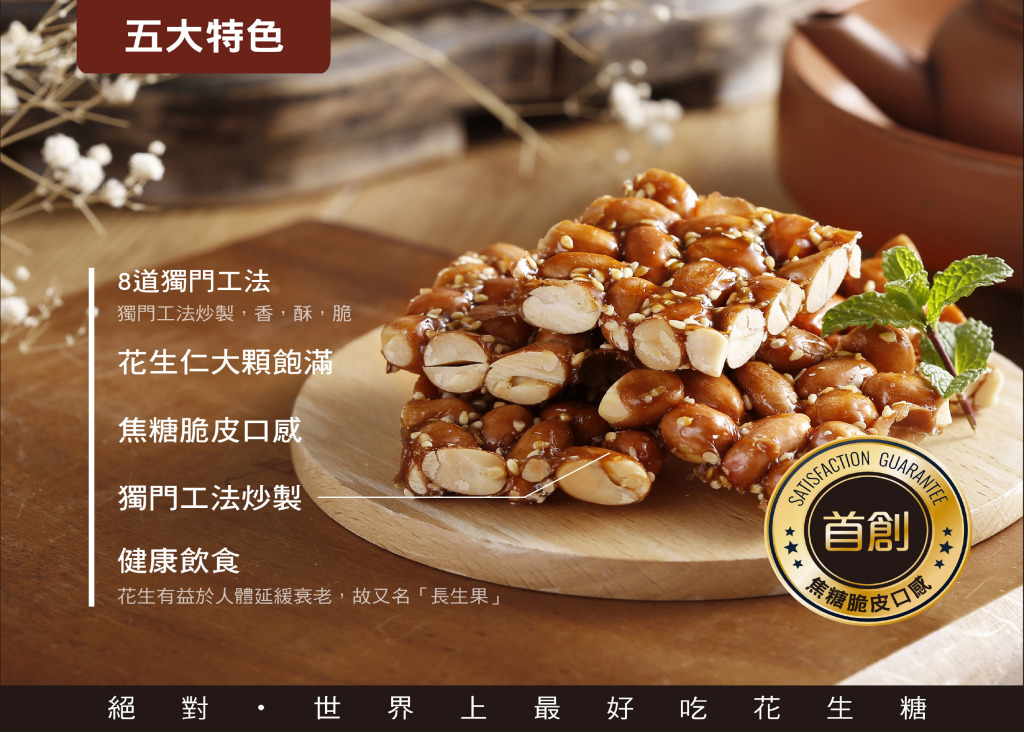 五大特色
8道獨門工法
獨門工法炒製，香，酥，脆
花生仁大顆飽滿
焦糖脆皮口感
獨門工法炒製
健康飲食
花生有益於人體延緩衰老，故又名「長生果」
SATISFACTION GUARANTEE
首創
焦糖脆皮口感
絕對・世界上最好吃花生糖